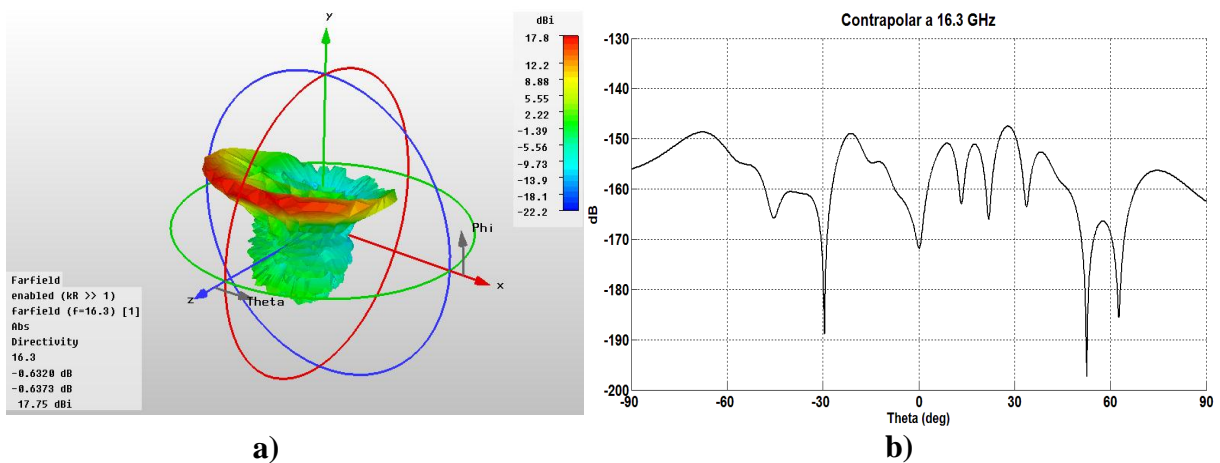 y
dBi
17.8
12.2
8.88
5.55
2.22
-1.39
-5.56
-9.73
-13.9
-18.1
-22.2
Phi
x
z
Theta
Farfield
enabled (kR >> 1)
farfield (f=16.3) [1]
Abs
Directivity
16.3
-0.6320 dB
-0.6373 dB
17.75 dBi
a)
Contrapolar a 16.3 GHz
-130
-140
-150
-160
-170
-180
-190
-200
dB
-90 -60 -30 0 30 60 90
Theta (deg)
b)